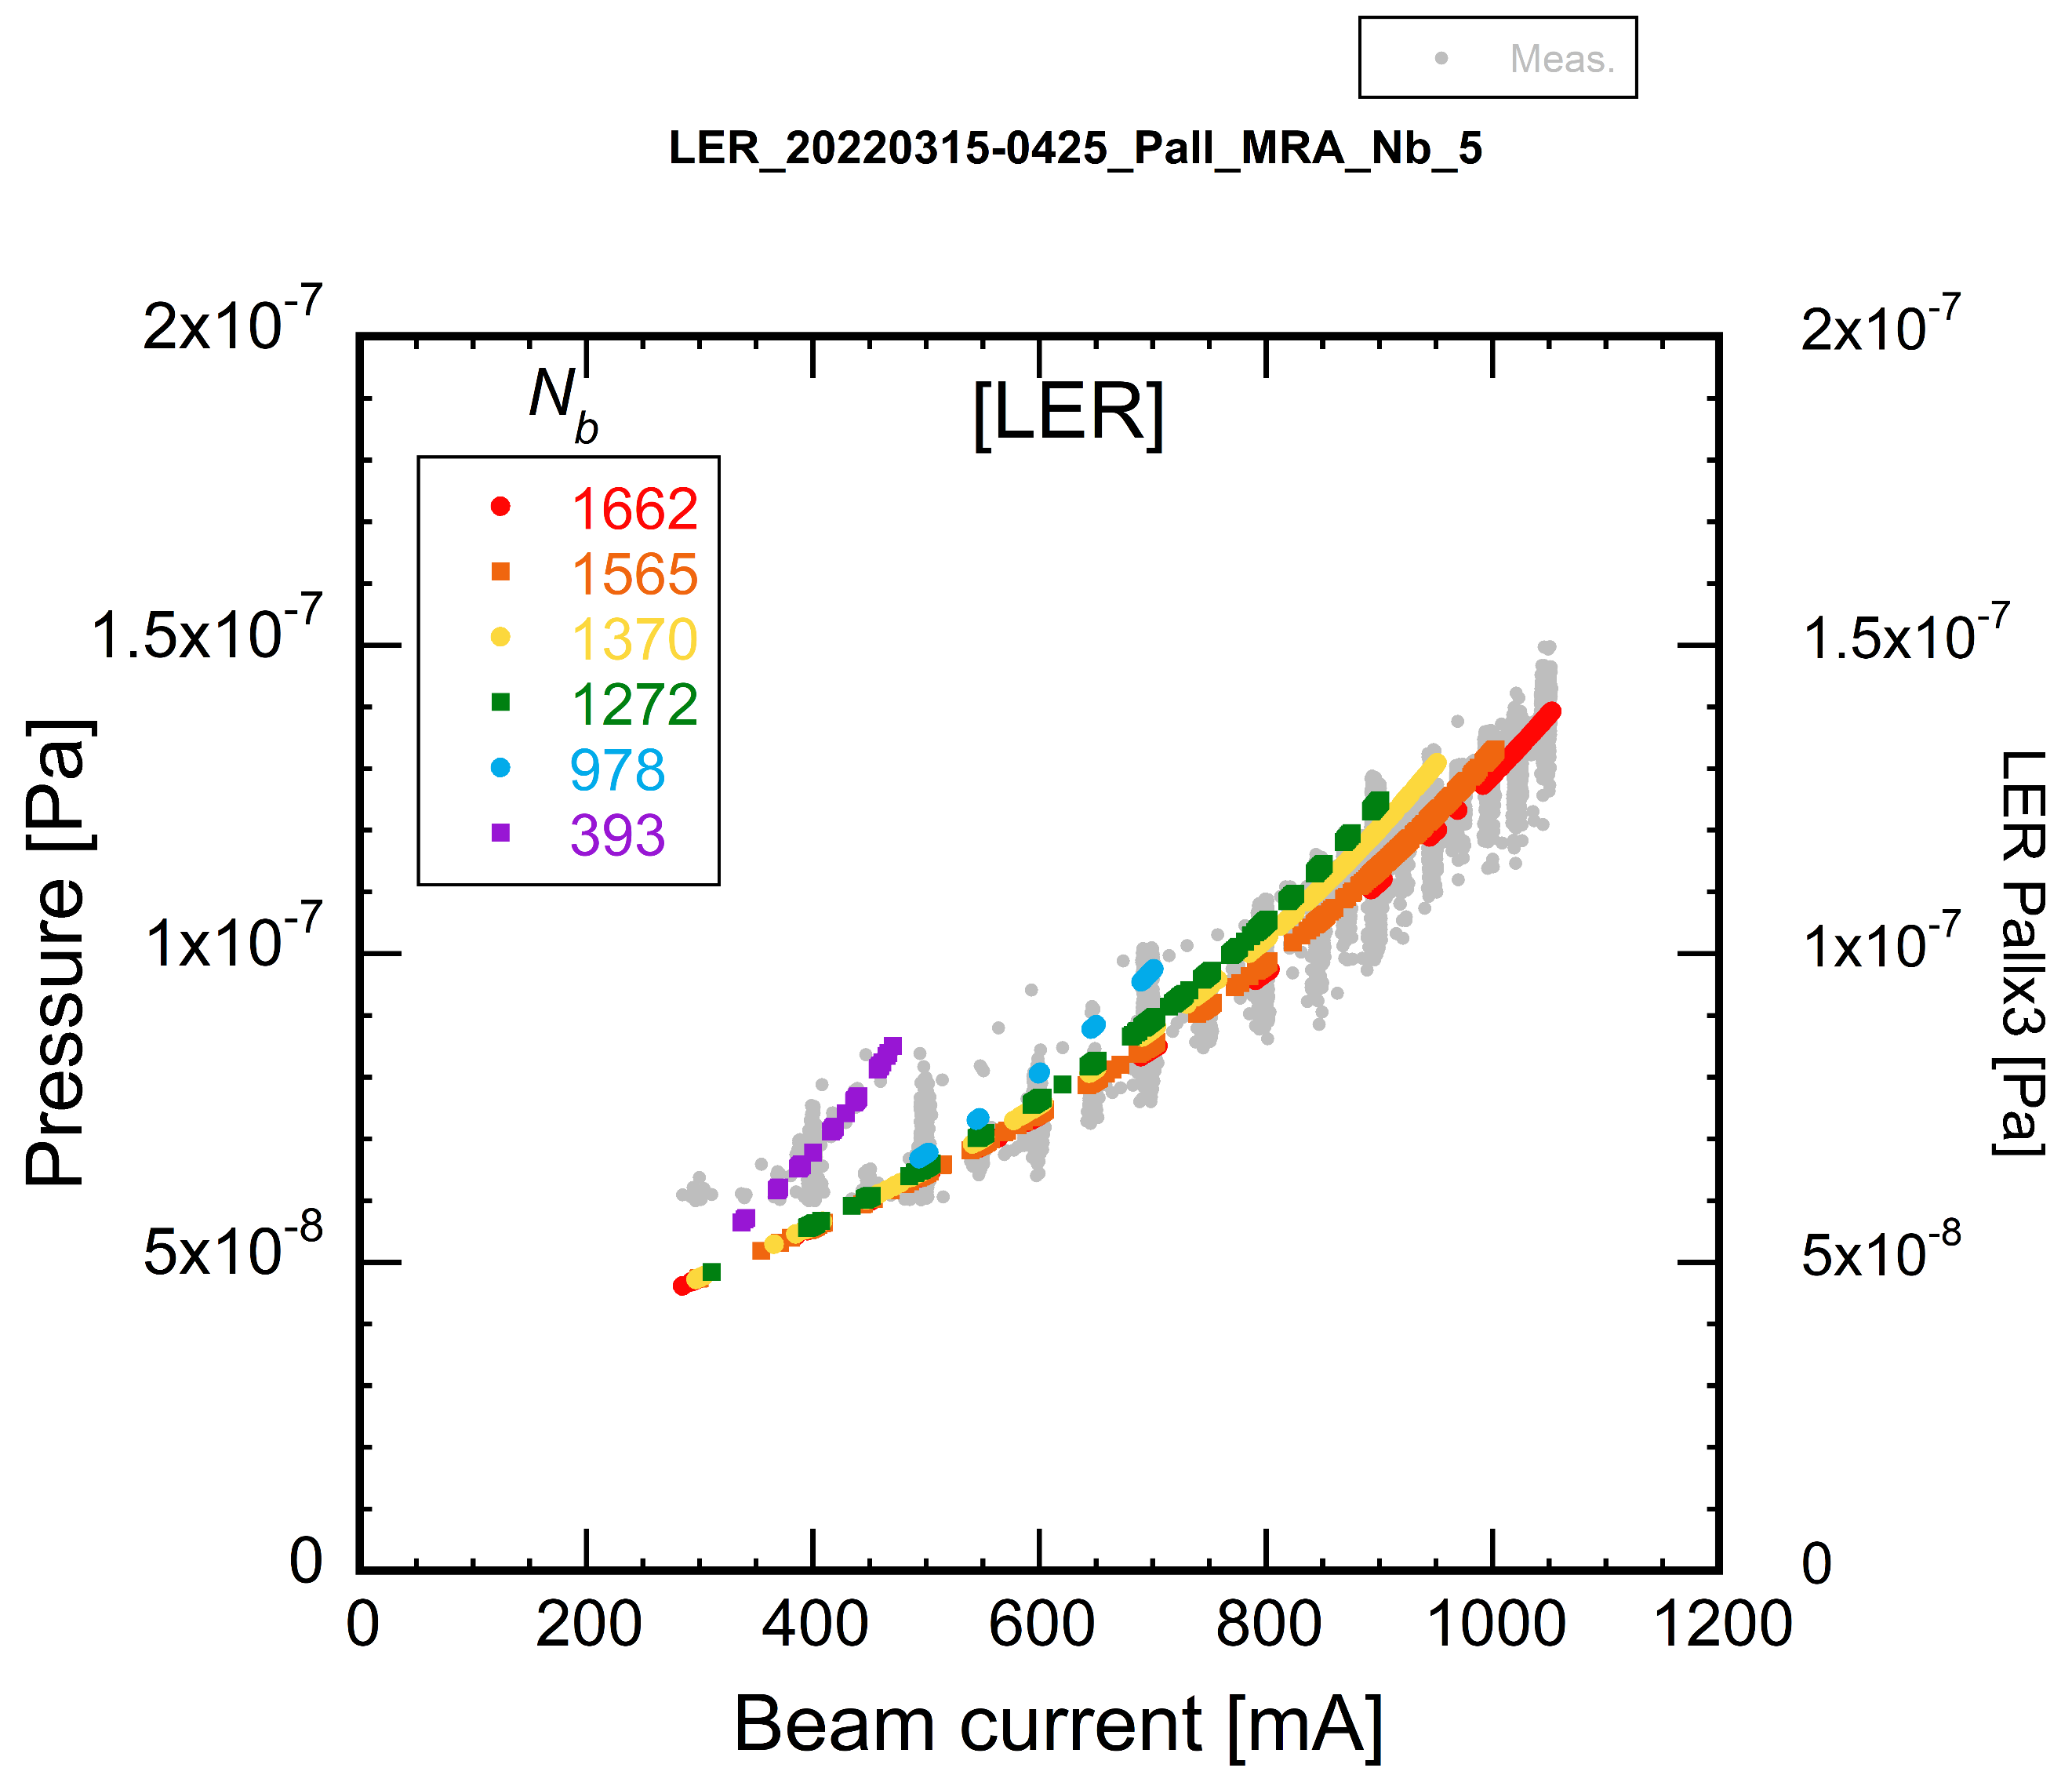 Meas.
LER_20220315-0425_Pall_MRA_Nb_5
2x10-7
2x10-7
Nb
[LER]
1662
1565
1370
1272
978
393
1.5x10-7
1.5x10-7
1x10-7
1x10-7
5x10-8
5x10-8
0
0
Pressure [Pa]
LER Pallx3 [Pa]
0 200 400 600 800 1000 1200
Beam current [mA]